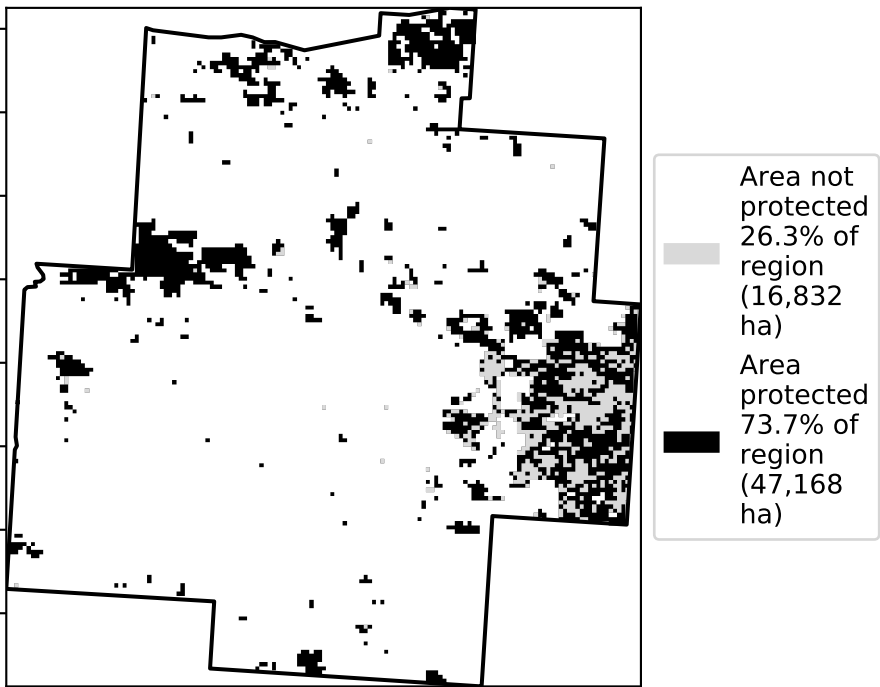 Area not
protected
26.3% of
region
(16,832
ha)
Area
protected
73.7% of
region
(47,168
ha)